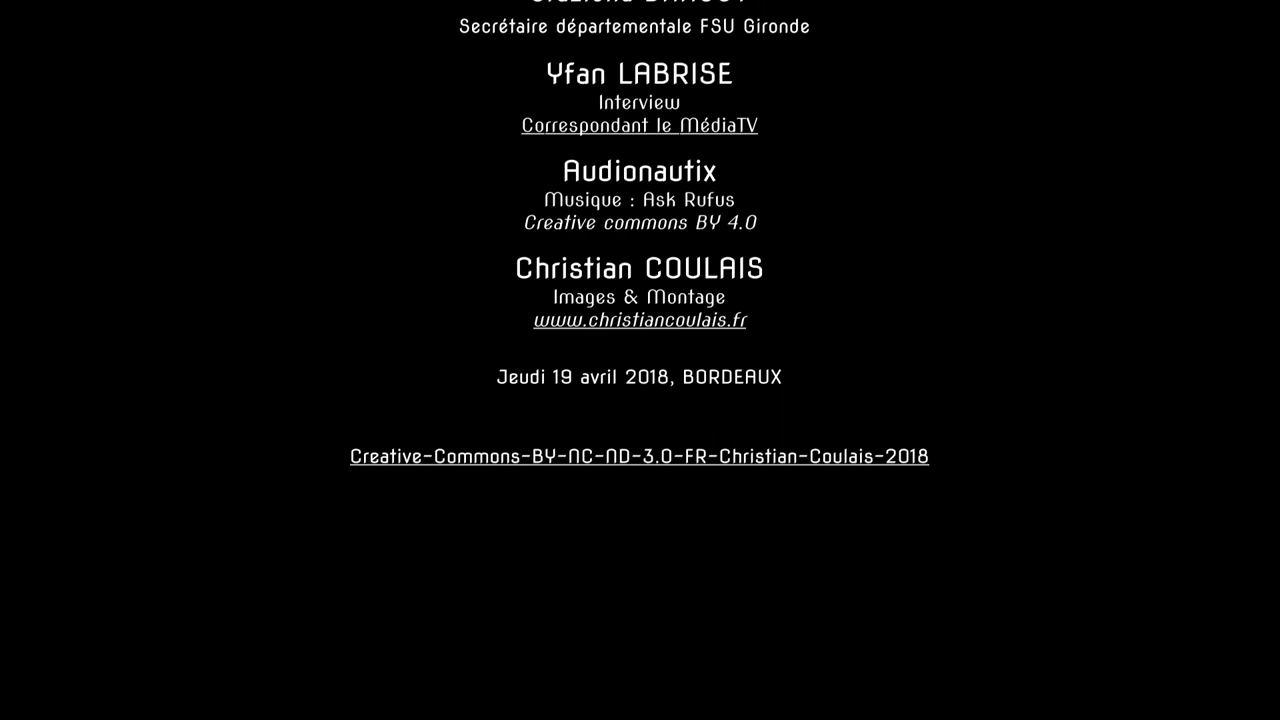 Secrétaire départementale FSU Gironde
Yfan LABRISE
Interview
Correspondant le MédiaTV
Audionautix
Musique : Ask Rufus
Creative commons BY 4.0
Christian COULAIS
Images & Montage
www.christiancoulais.fr
Jeudi 19 avril 2018, BORDEAUX
Creative-Commons-BY-NC-ND-3.0-FR-Christian-Coulais-2018